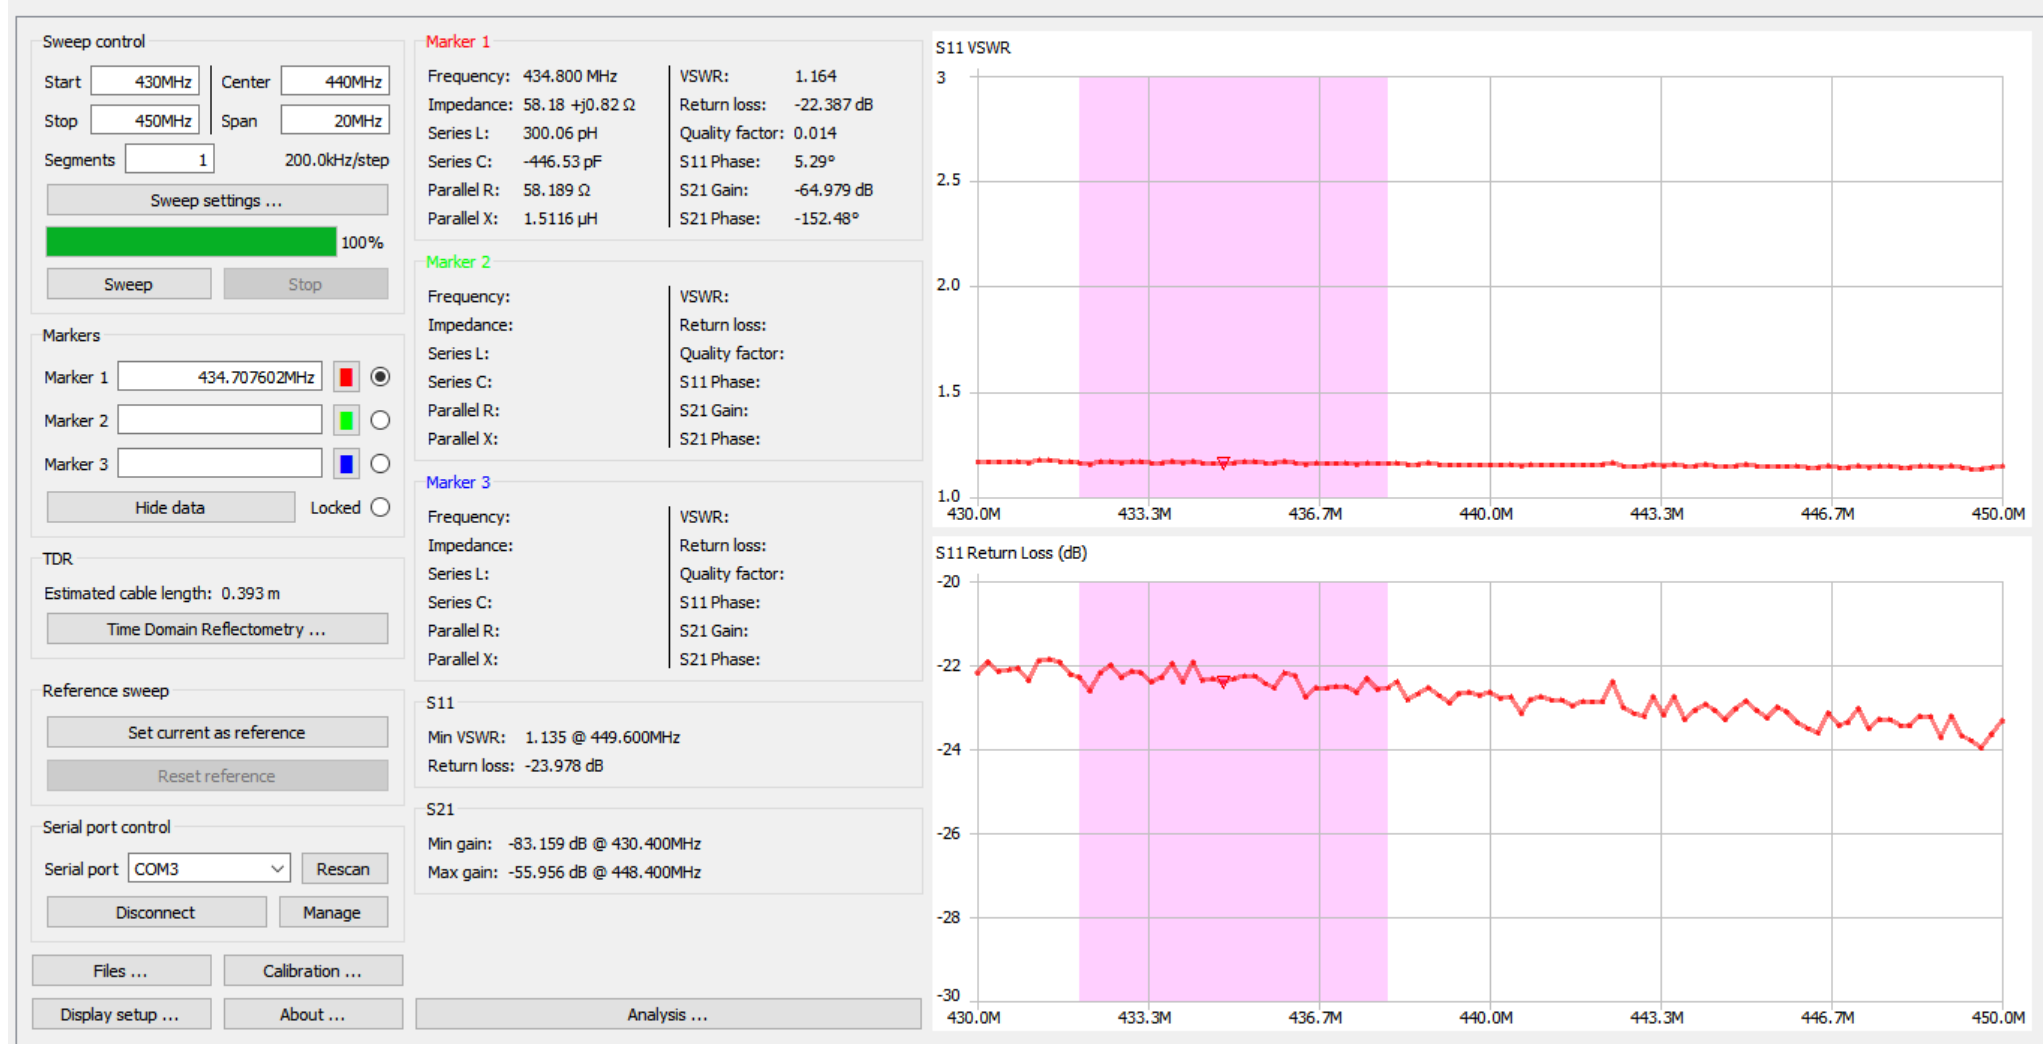 Sweep control
Start 430MHz Center 440MHz
Stop 450MHz Span 20MHz
Segments 1 200.0kHz/step
Sweep settings ...
100%
Sweep Stop
Markers
Marker 1 434.707602MHz
Marker 2
Marker 3
Hide data Locked
TDR
Estimated cable length: 0.393 m
Time Domain Reflectometry ...
Reference sweep
Set current as reference
Reset reference
Serial port control
Serial port COM3 Rescan
Disconnect Manage
Files ... Calibration ...
Display setup ... About ...
Marker 1
Frequency: 434.800 MHz VSWR: 1.164
Impedance: 58.18 +j0.82 Ω Return loss: -22.387 dB
Series L: 300.06 pH Quality factor: 0.014
Series C: -446.53 pF S11 Phase: 5.29°
Parallel R: 58.189 Ω S21 Gain: -64.979 dB
Parallel X: 1.5116 µH S21 Phase: -152.48°
Marker 2
Frequency: VSWR:
Impedance: Return loss:
Series L: Quality factor:
Series C: S11 Phase:
Parallel R: S21 Gain:
Parallel X: S21 Phase:
Marker 3
Frequency: VSWR:
Impedance: Return loss:
Series L: Quality factor:
Series C: S11 Phase:
Parallel R: S21 Gain:
Parallel X: S21 Phase:
S11
Min VSWR: 1.135 @ 449.600MHz
Return loss: -23.978 dB
S21
Min gain: -83.159 dB @ 430.400MHz
Max gain: -55.956 dB @ 448.400MHz
Analysis ...
S11 VSWR
3
2.5
2.0
1.5
1.0
430.0M 433.3M 436.7M 440.0M 443.3M 446.7M 450.0M
S11 Return Loss (dB)
-20
-22
-24
-26
-28
-30
430.0M 433.3M 436.7M 440.0M 443.3M 446.7M 450.0M